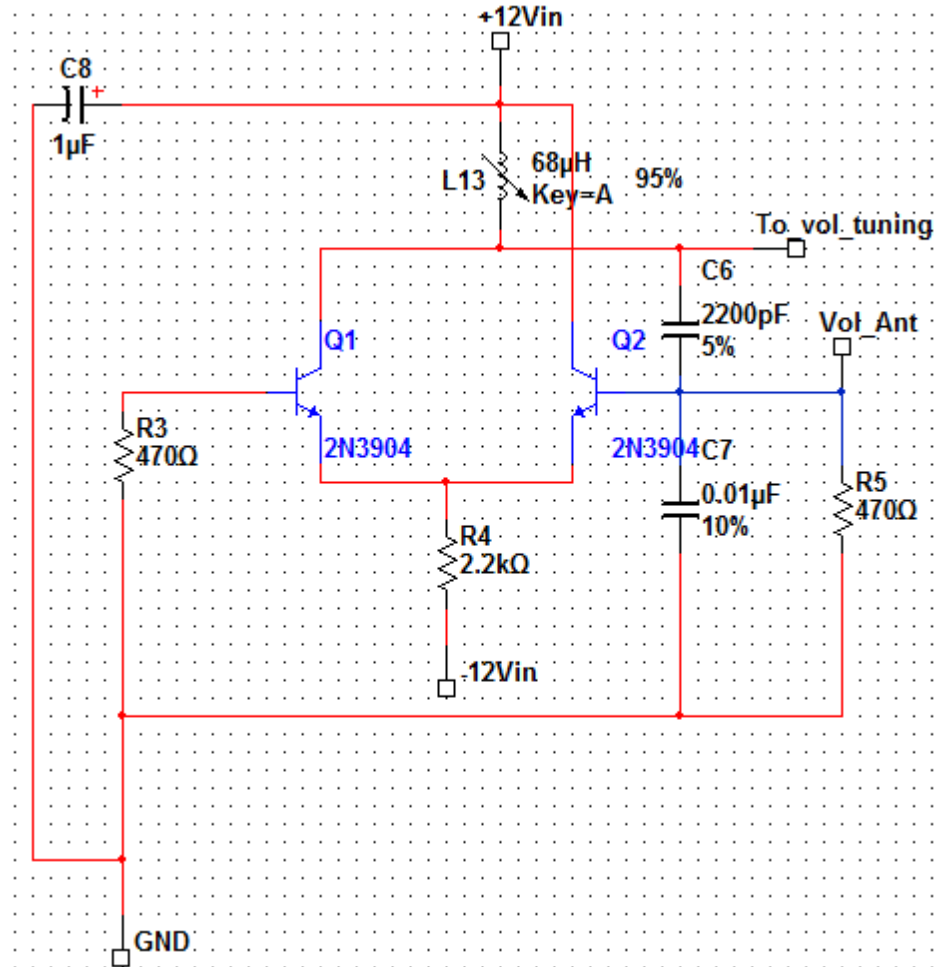 +12Vin
C8
1µF
L13
68µH
Key=A
95%
To_vol_tuning
C6
2200pF
5%
Vol_Ant
Q1
Q2
R3
470Ω
2N3904
2N3904
C7
0.01µF
10%
R5
470Ω
R4
2.2kΩ
-12Vin
GND